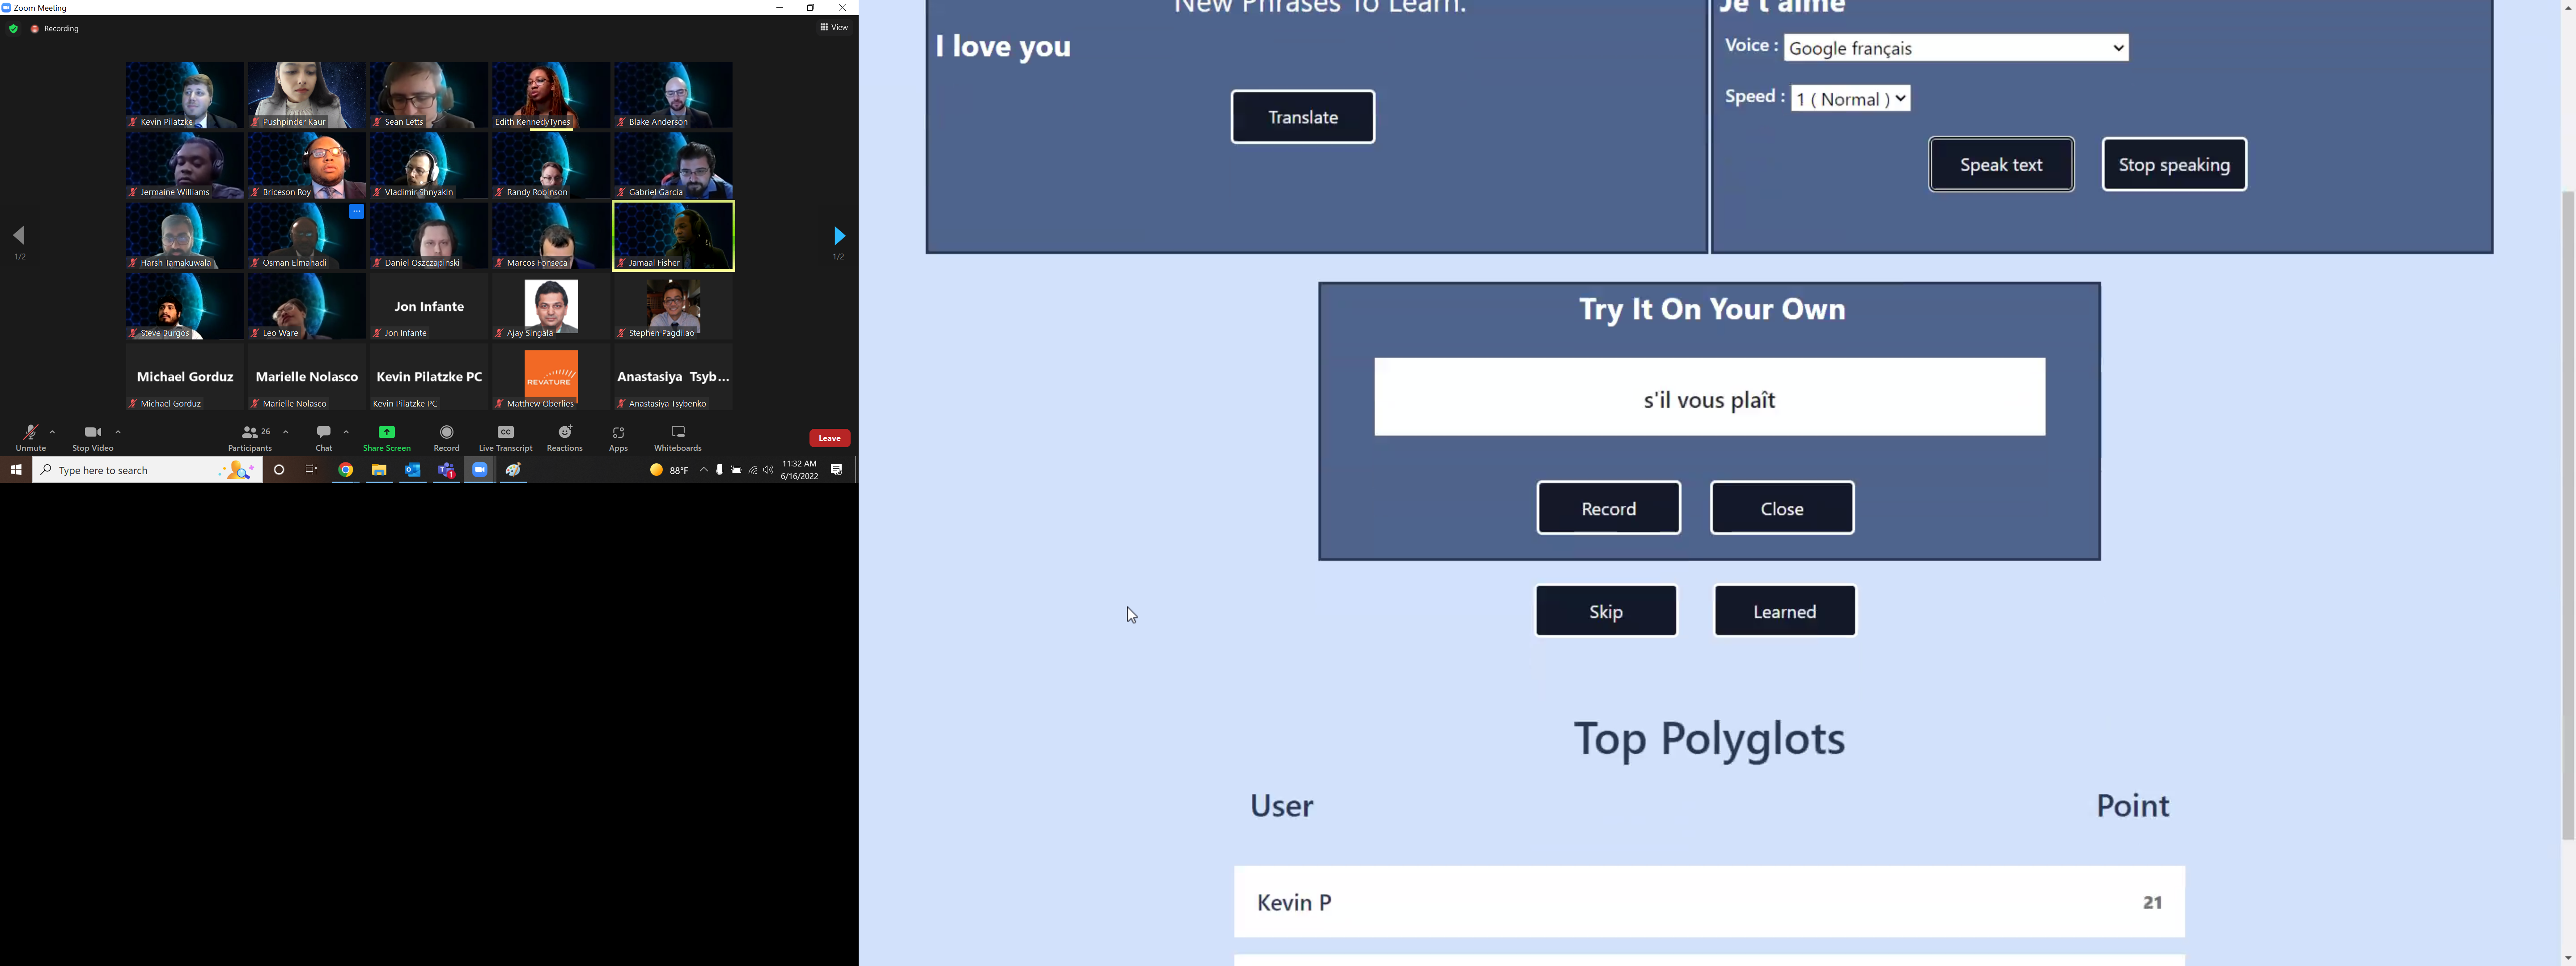 Zoom Meeting
Recording
View
Kevin Pilatzke
Pushpinder Kaur
Sean Letts
Edith KennedyTynes
Blake Anderson
Jermaine Williams
Briceson Roy
Vladimir Shnyakin
Randy Robinson
Gabriel Garcia
Harsh Tamakuwala
Osman Elmahadi
Daniel Oszczapinski
Marcos Fonseca
Jamaal Fisher
1/2
1/2
Steve Burgos
Leo Ware
Jon Infante
Jon Infante
Ajay Singala
Stephen Pagdilao
Michael Gorduz
Marielle Nolasco
Kevin Pilatzke PC
REVATURE
Anastasiya Tsyb...
Michael Gorduz
Marielle Nolasco
Kevin Pilatzke PC
Matthew Oberlies
Anastasiya Tsybenko
Unmute
Stop Video
26
Participants
Chat
Share Screen
Record
CC
Live Transcript
Reactions
Apps
Whiteboards
Leave
Type here to search
1
88°F
11:32 AM
6/16/2022
New Phrases To Learn:
I love you
Translate
Je t'aime
Voice :
Google français
Speed :
1 ( Normal )
Speak text
Stop speaking
Try It On Your Own
s'il vous plaît
Record
Close
Skip
Learned
Top Polyglots
User
Point
Kevin P
21